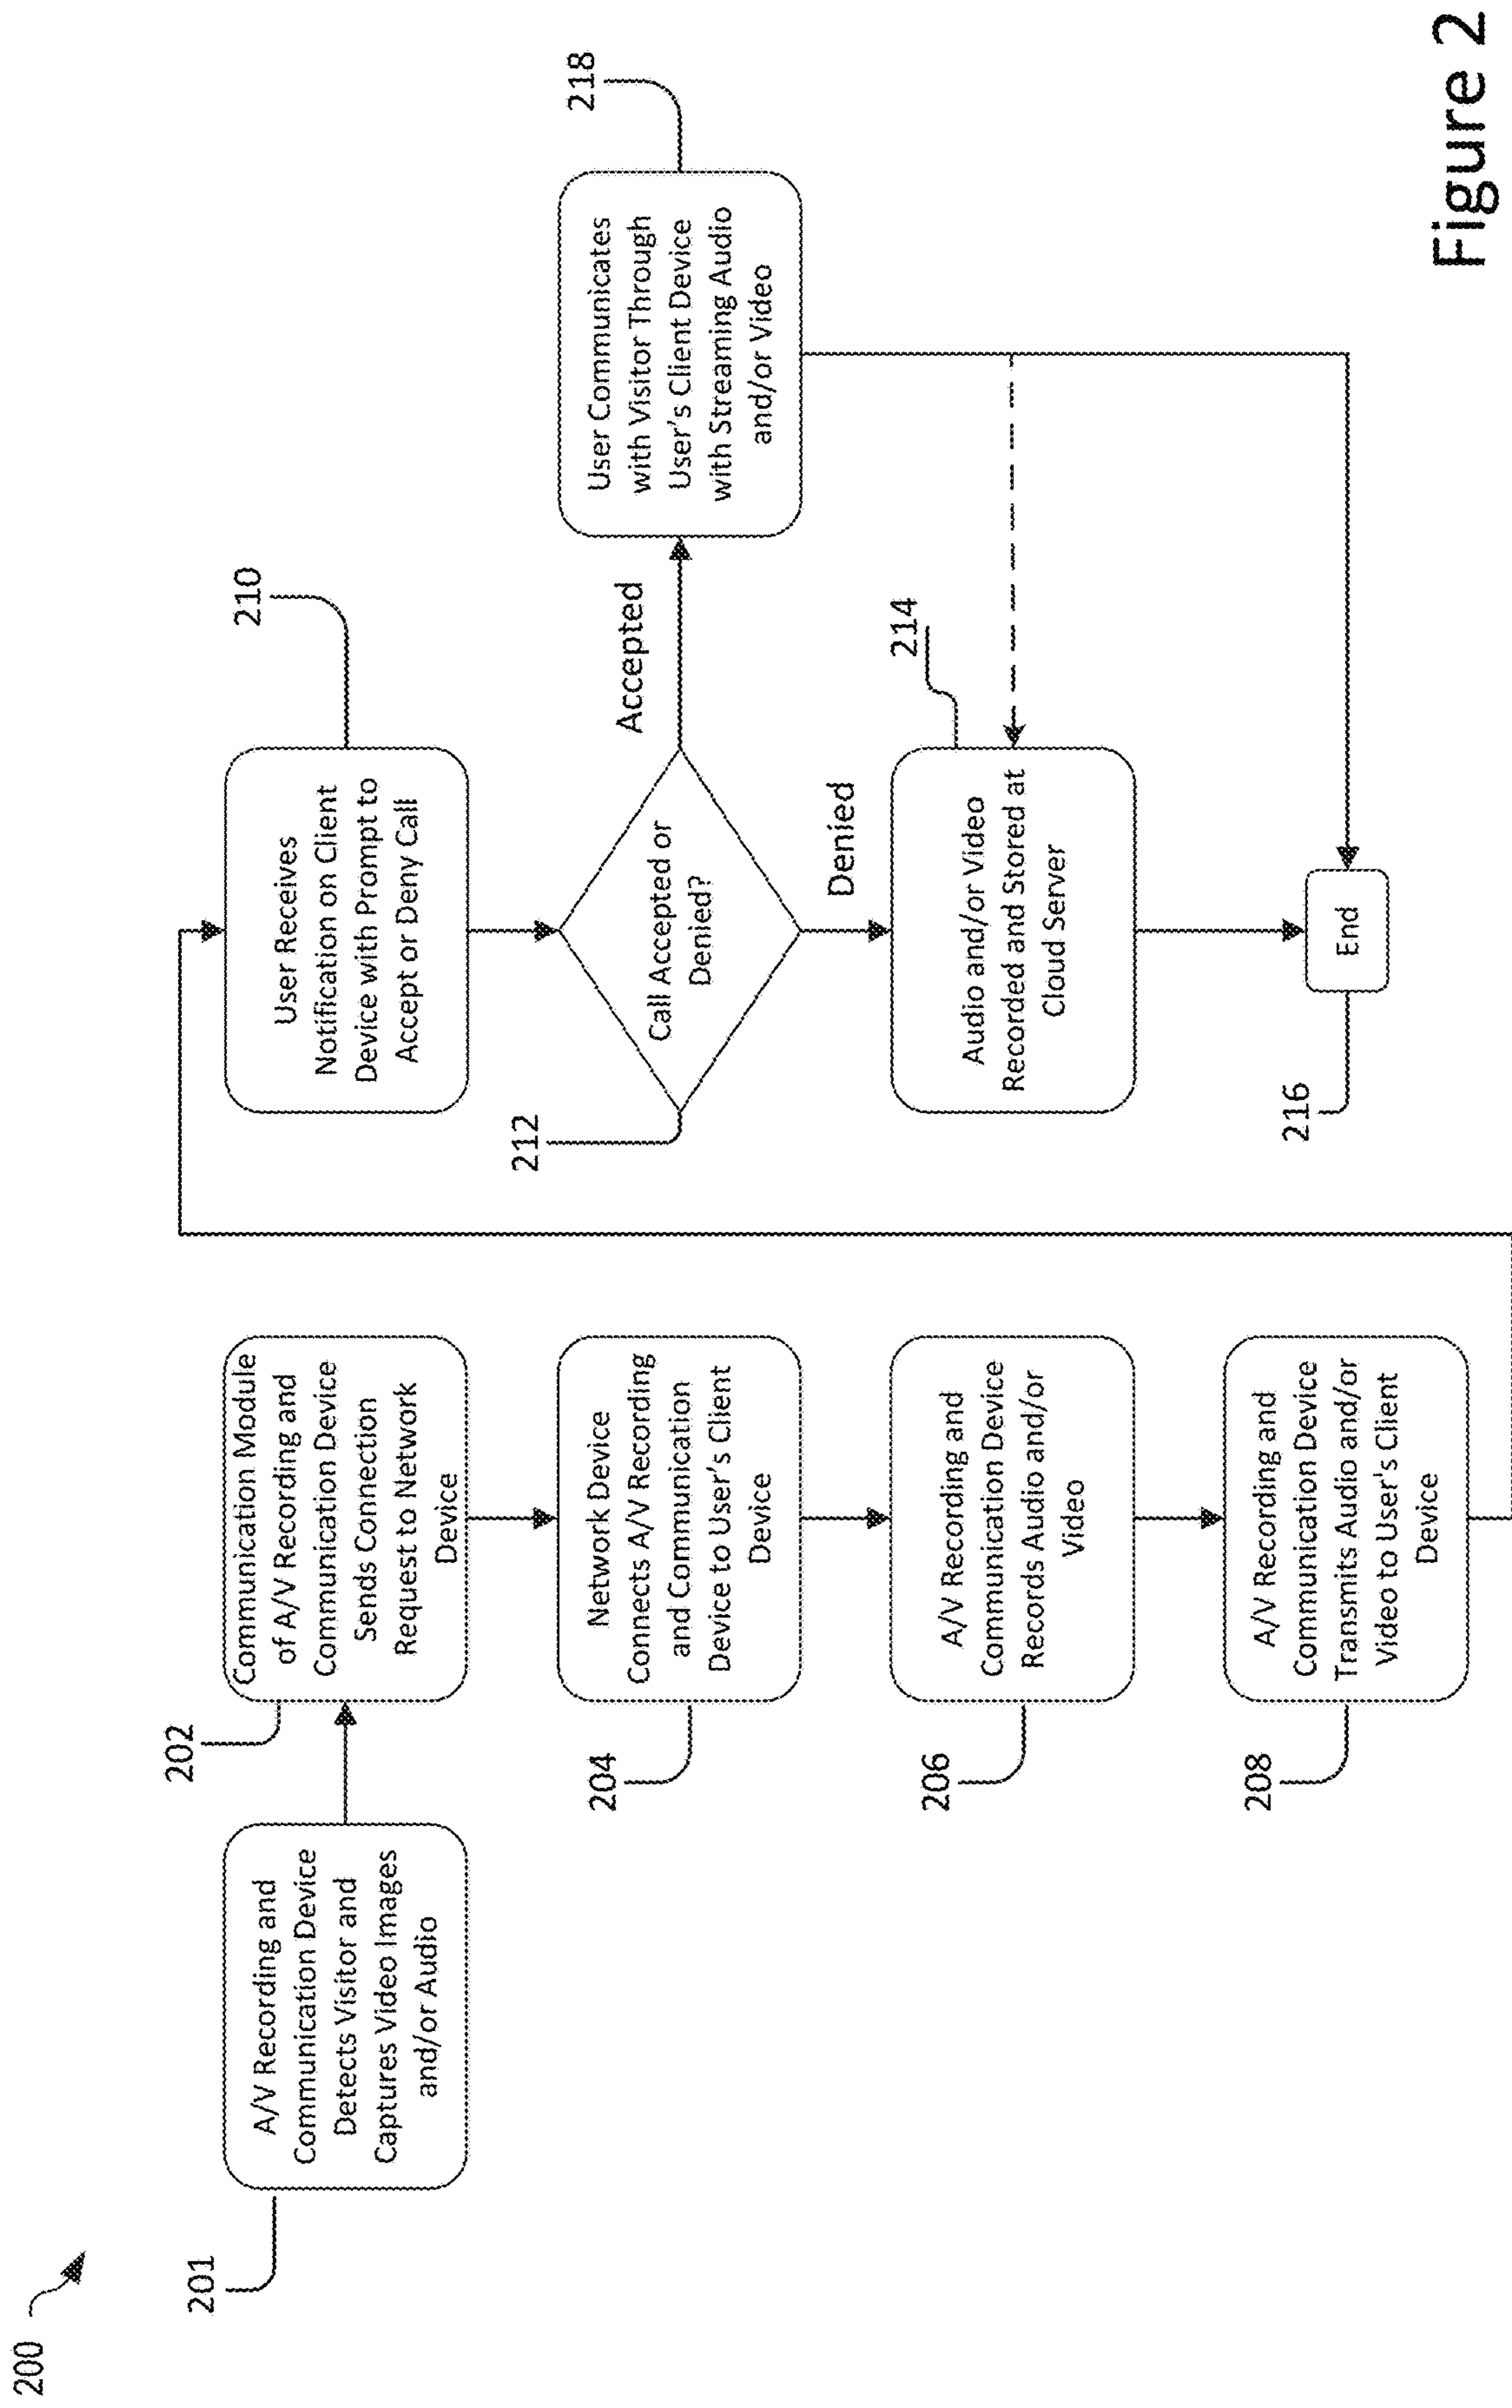 200
201
A/V Recording and
Communication Device
Detects Visitor and
Captures Video Images
and/or Audio
202
Communication Module
of A/V Recording and
Communication Device
Sends Connection
Request to Network
Device
204
Network Device
Connects A/V Recording
and Communication
Device to User's Client
Device
206
A/V Recording and
Communication Device
Records Audio and/or
Video
208
A/V Recording and
Communication Device
Transmits Audio and/or
Video to User's Client
Device
210
User Receives
Notification on Client
Device with Prompt to
Accept or Deny Call
212
Call Accepted or
Denied?
Accepted
Denied
218
User Communicates
with Visitor Through
User's Client Device
with Streaming Audio
and/or Video
214
Audio and/or Video
Recorded and Stored at
Cloud Server
216
End
Figure 2